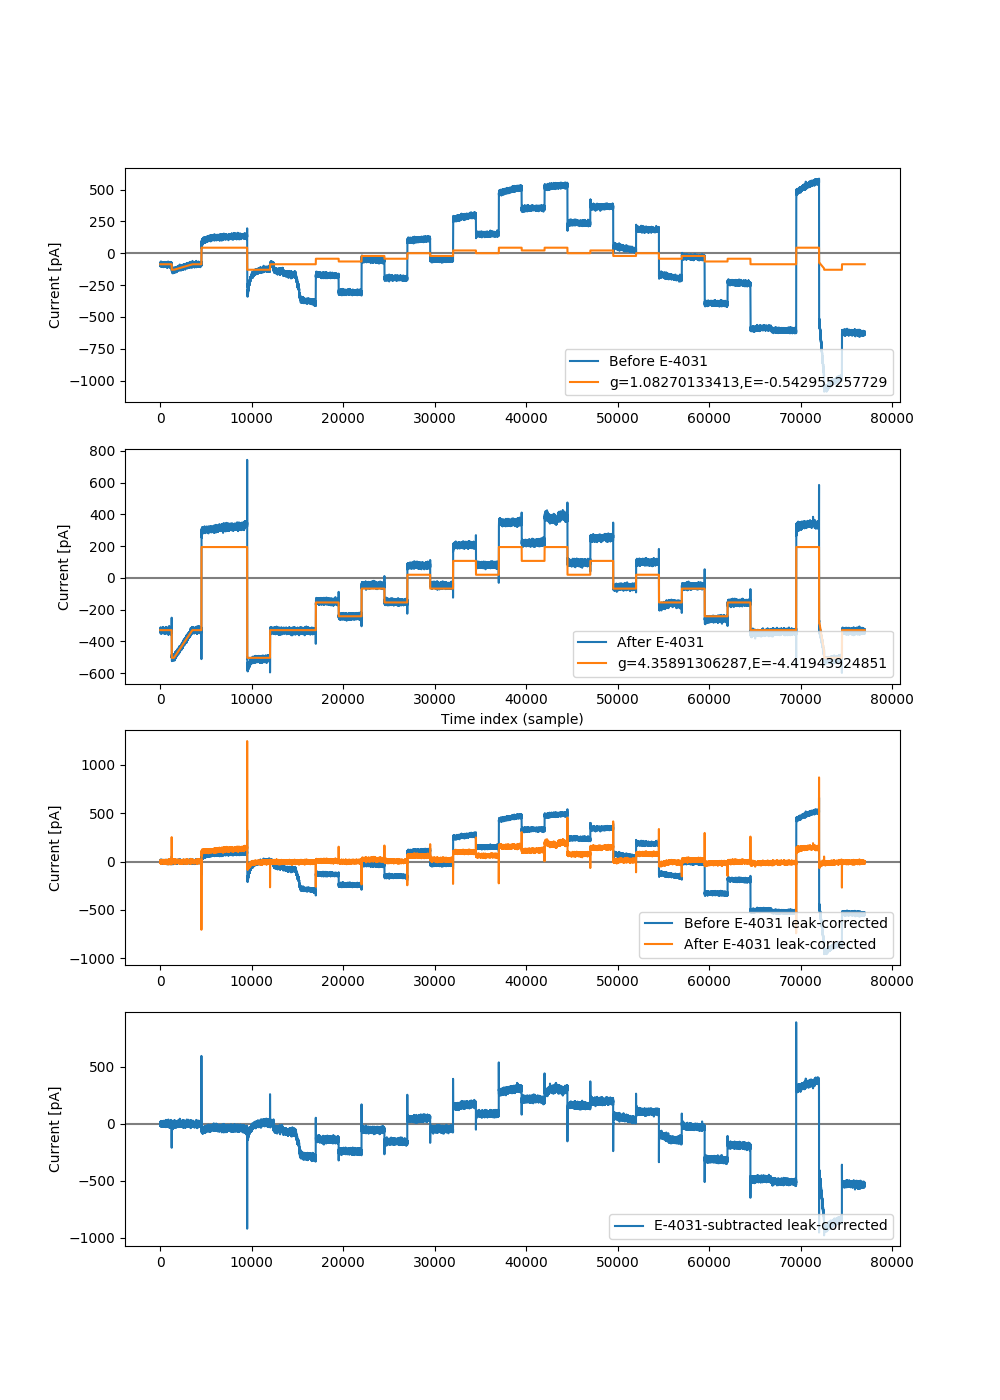 500
250
0
−250
−500
−750
−1000
Current [pA]
Before E-4031
g=1.08270133413,E=-0.542955257729
0 10000 20000 30000 40000 50000 60000 70000 80000
800
600
400
200
0
−200
−400
−600
Current [pA]
After E-4031
g=4.35891306287,E=-4.41943924851
0 10000 20000 30000 40000 50000 60000 70000 80000
Time index (sample)
1000
500
0
−500
−1000
Current [pA]
Before E-4031 leak-corrected
After E-4031 leak-corrected
0 10000 20000 30000 40000 50000 60000 70000 80000
500
0
−500
−1000
Current [pA]
E-4031-subtracted leak-corrected
0 10000 20000 30000 40000 50000 60000 70000 80000